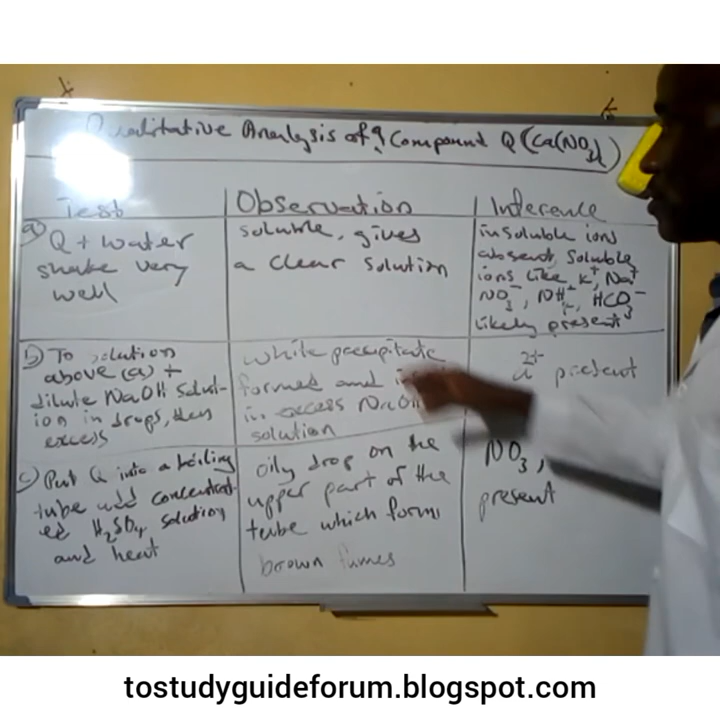 Qualitative Analysis of a Compound Q (Ca(NO3)2)
Test
Observation
Inference
a) Q + water
shake very
well
soluble, gives
a clear solution
insoluble ions
absent, soluble
ions like K+, Na+
NO3-, NH4+, HCO3-
likely present
b) To solution
above (a) +
dilute NaOH solut-
ion in drops, then
excess
white precipitate
formed and
in excess NaOH
solution
2+ present
c) Put Q into a boiling
tube add concentrat-
ed H2SO4 solution
and heat
oily drop on the
upper part of the
tube which forms
brown fumes
NO3-
present
tostudyguideforum.blogspot.com